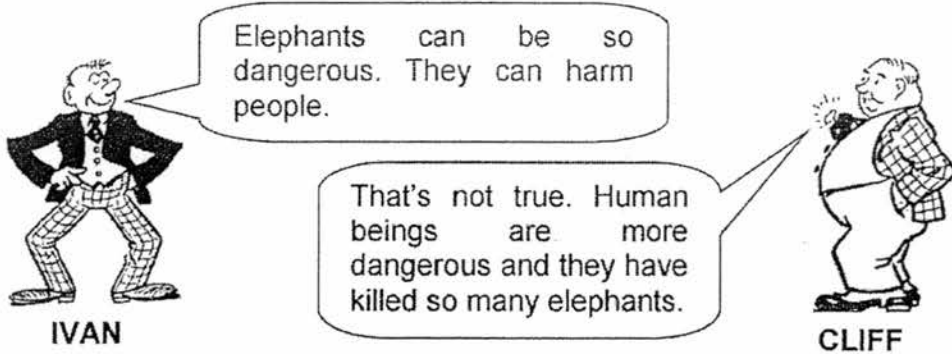 Elephants can be so
dangerous. They can harm
people.
That's not true. Human
beings are more
dangerous and they have
killed so many elephants.
IVAN
CLIFF